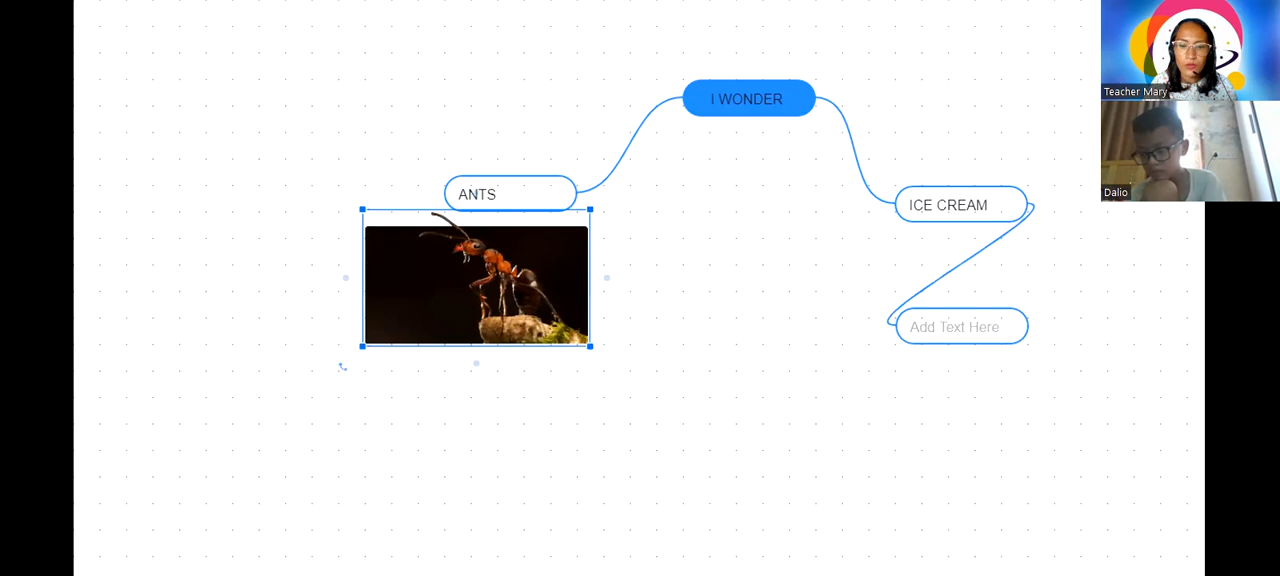 I WONDER
ANTS
ICE CREAM
Add Text Here
Teacher Mary
Dalio